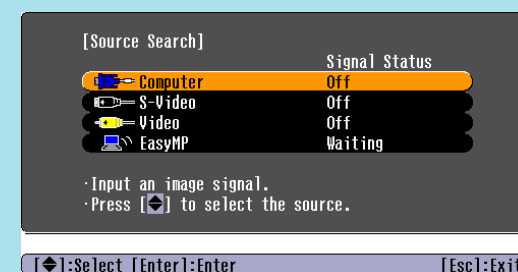 [Source Search]
Signal Status
Computer Off
S-Video Off
Video Off
EasyMP Waiting
·Input an image signal.
·Press [◆] to select the source.
[◆]:Select [Enter]:Enter [Esc]:Exit